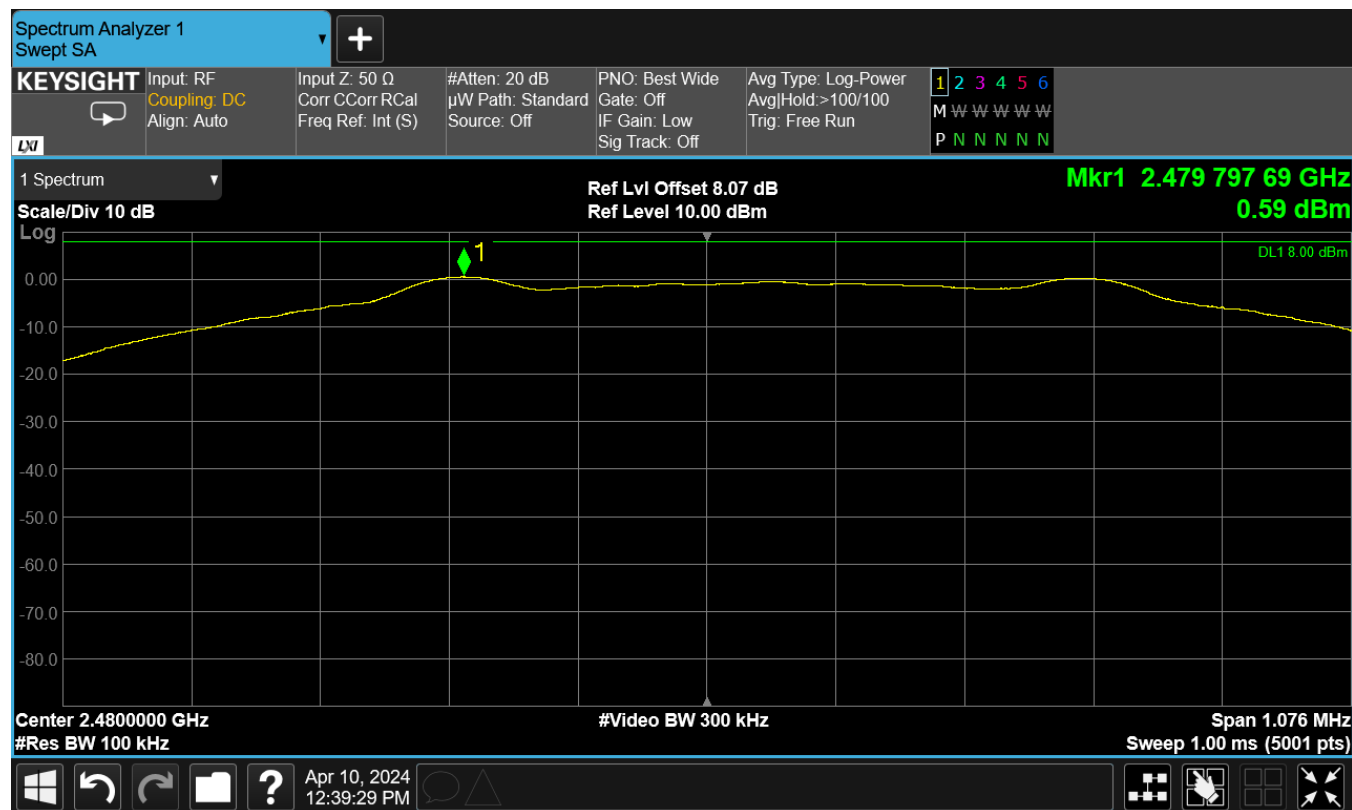 Spectrum Analyzer 1
Swept SA
KEYSIGHT
LXI
Input: RF
Coupling: DC
Align: Auto
Input Z: 50 Ω
Corr CCorr RCal
Freq Ref: Int (S)
#Atten: 20 dB
µW Path: Standard
Source: Off
PNO: Best Wide
Gate: Off
IF Gain: Low
Sig Track: Off
Avg Type: Log-Power
Avg|Hold:>100/100
Trig: Free Run
1 2 3 4 5 6
M W W W W W
P N N N N N
1 Spectrum
Scale/Div 10 dB
Ref Lvl Offset 8.07 dB
Ref Level 10.00 dBm
Mkr1 2.479 797 69 GHz
0.59 dBm
Log
1
DL1 8.00 dBm
0.00
-10.0
-20.0
-30.0
-40.0
-50.0
-60.0
-70.0
-80.0
Center 2.4800000 GHz
#Res BW 100 kHz
#Video BW 300 kHz
Span 1.076 MHz
Sweep 1.00 ms (5001 pts)
?
Apr 10, 2024
12:39:29 PM